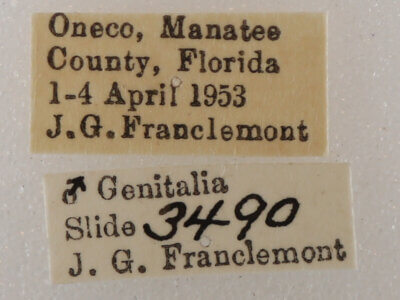 Oneco, Manatee
County, Florida
1-4 April 1953
J.G.Franclemont
♂ Genitalia
Slide 3490
J. G. Franclemont